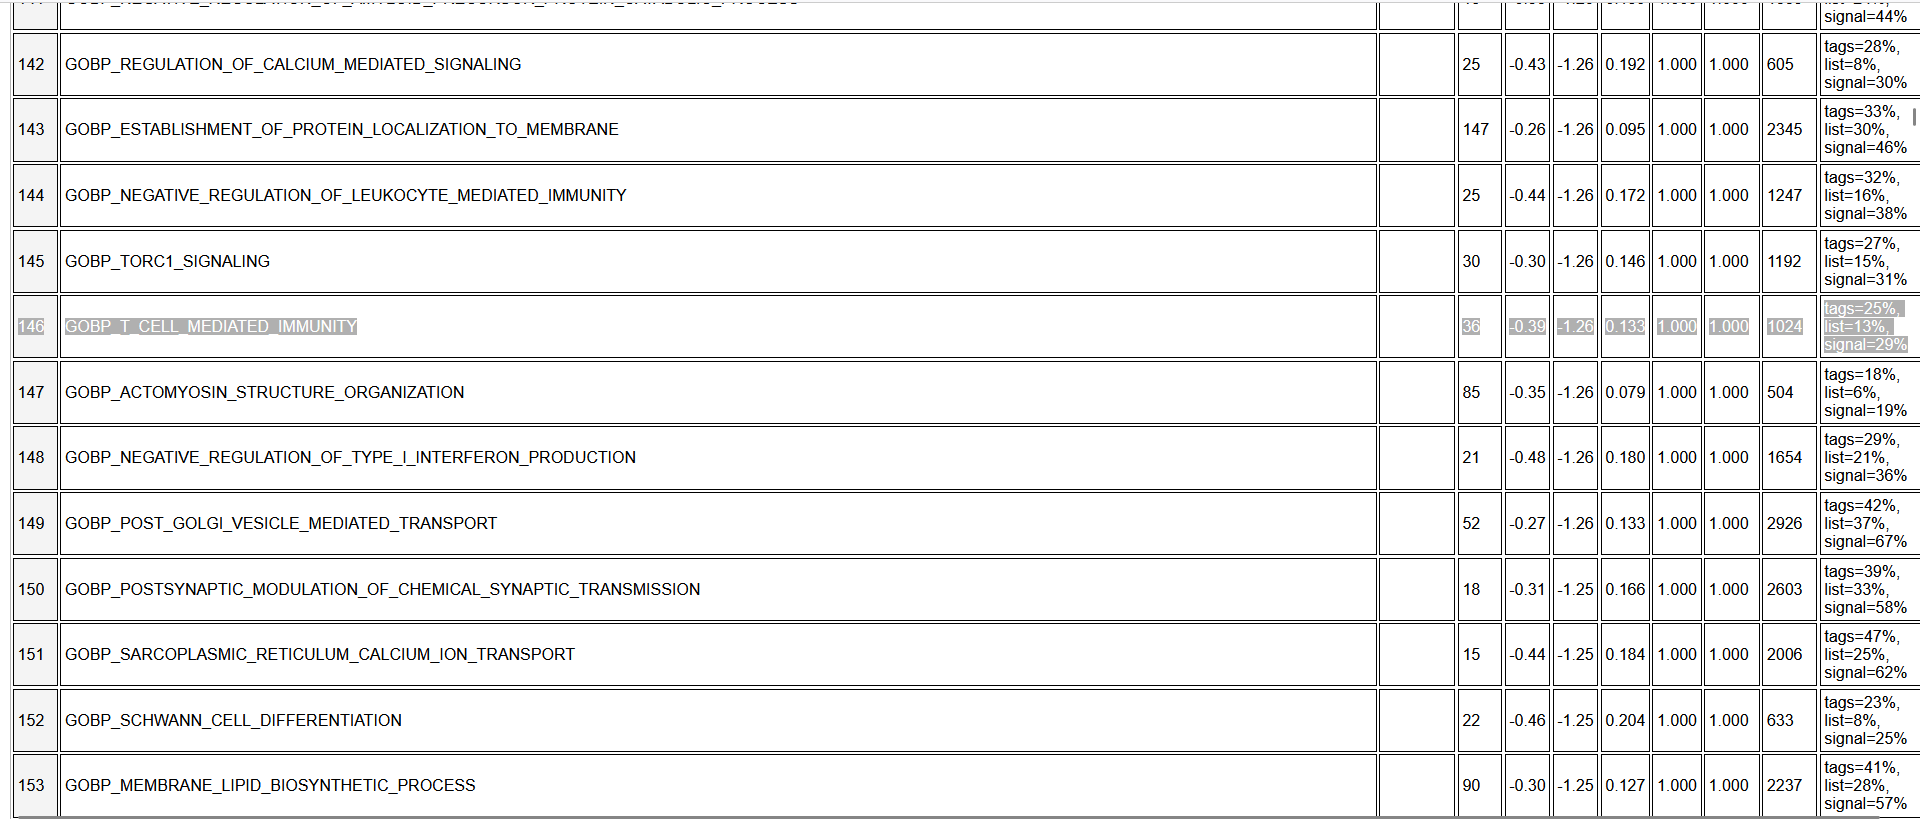 signal=44%
142 GOBP_REGULATION_OF_CALCIUM_MEDIATED_SIGNALING 25 -0.43 -1.26 0.192 1.000 1.000 605 tags=28%,
list=8%,
signal=30%
143 GOBP_ESTABLISHMENT_OF_PROTEIN_LOCALIZATION_TO_MEMBRANE 147 -0.26 -1.26 0.095 1.000 1.000 2345 tags=33%,
list=30%,
signal=46%
144 GOBP_NEGATIVE_REGULATION_OF_LEUKOCYTE_MEDIATED_IMMUNITY 25 -0.44 -1.26 0.172 1.000 1.000 1247 tags=32%,
list=16%,
signal=38%
145 GOBP_TORC1_SIGNALING 30 -0.30 -1.26 0.146 1.000 1.000 1192 tags=27%,
list=15%,
signal=31%
146 GOBP_T_CELL_MEDIATED_IMMUNITY 36 -0.39 -1.26 0.133 1.000 1.000 1024 tags=25%,
list=13%,
signal=29%
147 GOBP_ACTOMYOSIN_STRUCTURE_ORGANIZATION 85 -0.35 -1.26 0.079 1.000 1.000 504 tags=18%,
list=6%,
signal=19%
148 GOBP_NEGATIVE_REGULATION_OF_TYPE_I_INTERFERON_PRODUCTION 21 -0.48 -1.26 0.180 1.000 1.000 1654 tags=29%,
list=21%,
signal=36%
149 GOBP_POST_GOLGI_VESICLE_MEDIATED_TRANSPORT 52 -0.27 -1.26 0.133 1.000 1.000 2926 tags=42%,
list=37%,
signal=67%
150 GOBP_POSTSYNAPTIC_MODULATION_OF_CHEMICAL_SYNAPTIC_TRANSMISSION 18 -0.31 -1.25 0.166 1.000 1.000 2603 tags=39%,
list=33%,
signal=58%
151 GOBP_SARCOPLASMIC_RETICULUM_CALCIUM_ION_TRANSPORT 15 -0.44 -1.25 0.184 1.000 1.000 2006 tags=47%,
list=25%,
signal=62%
152 GOBP_SCHWANN_CELL_DIFFERENTIATION 22 -0.46 -1.25 0.204 1.000 1.000 633 tags=23%,
list=8%,
signal=25%
153 GOBP_MEMBRANE_LIPID_BIOSYNTHETIC_PROCESS 90 -0.30 -1.25 0.127 1.000 1.000 2237 tags=41%,
list=28%,
signal=57%